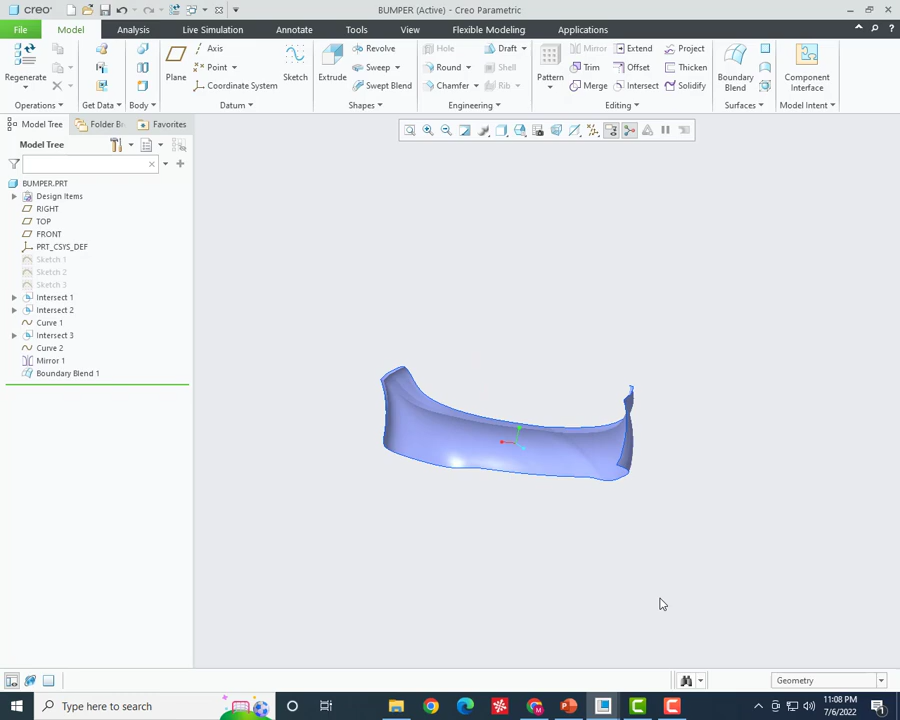 creo
BUMPER (Active) - Creo Parametric
File Model Analysis Live Simulation Annotate Tools View Flexible Modeling Applications
Regenerate
Operations
Get Data
Body
Plane
Axis
Point
Coordinate System
Sketch
Datum
Extrude
Revolve
Sweep
Swept Blend
Shapes
Hole
Round
Chamfer
Draft
Shell
Rib
Engineering
Pattern
Mirror
Trim
Merge
Extend
Offset
Intersect
Project
Thicken
Solidify
Editing
Boundary
Blend
Surfaces
Component
Interface
Model Intent
Model Tree
Folder Br
Favorites
Model Tree
BUMPER.PRT
Design Items
RIGHT
TOP
FRONT
PRT_CSYS_DEF
Sketch 1
Sketch 2
Sketch 3
Intersect 1
Intersect 2
Curve 1
Intersect 3
Curve 2
Mirror 1
Boundary Blend 1
Geometry
Type here to search
11:08 PM
7/6/2022
1